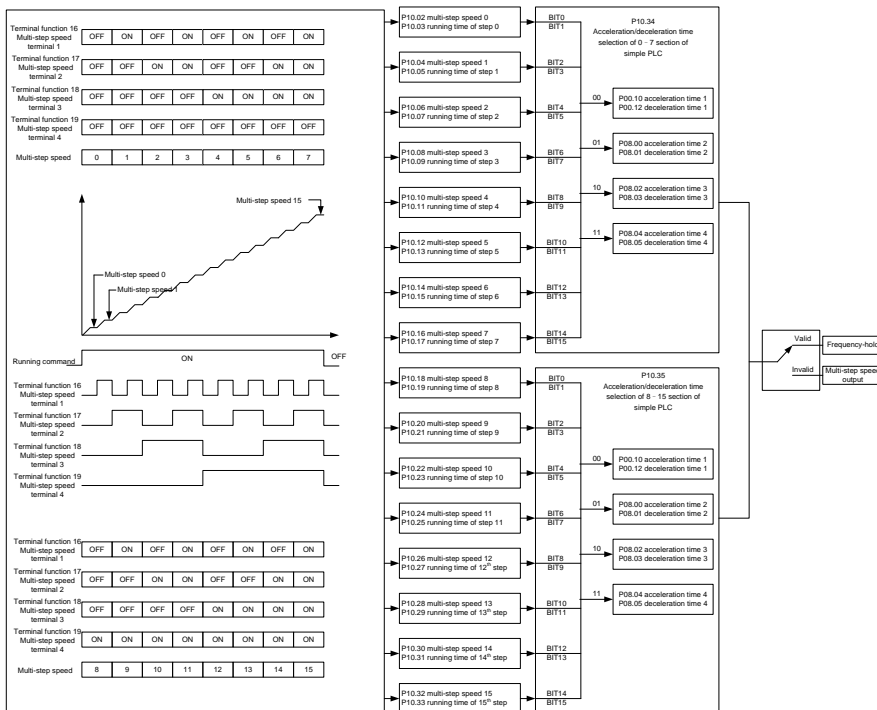 Terminal function 16
Multi-step speed
terminal 1
OFF ON OFF ON OFF ON OFF ON
Terminal function 17
Multi-step speed
terminal 2
OFF OFF ON ON OFF OFF ON ON
Terminal function 18
Multi-step speed
terminal 3
OFF OFF OFF OFF ON ON ON ON
Terminal function 19
Multi-step speed
terminal 4
OFF OFF OFF OFF OFF OFF OFF OFF
Multi-step speed
0 1 2 3 4 5 6 7
Multi-step speed 15
Multi-step speed 0
Multi-step speed 1
Running command
ON
OFF
Terminal function 16
Multi-step speed
terminal 1
Terminal function 17
Multi-step speed
terminal 2
Terminal function 18
Multi-step speed
terminal 3
Terminal function 19
Multi-step speed
terminal 4
Terminal function 16
Multi-step speed
terminal 1
OFF ON OFF ON OFF ON OFF ON
Terminal function 17
Multi-step speed
terminal 2
OFF OFF ON ON OFF OFF ON ON
Terminal function 18
Multi-step speed
terminal 3
OFF OFF OFF OFF ON ON ON ON
Terminal function 19
Multi-step speed
terminal 4
ON ON ON ON ON ON ON ON
Multi-step speed
8 9 10 11 12 13 14 15
P10.02 multi-step speed 0
P10.03 running time of step 0
P10.04 multi-step speed 1
P10.05 running time of step 1
P10.06 multi-step speed 2
P10.07 running time of step 2
P10.08 multi-step speed 3
P10.09 running time of step 3
P10.10 multi-step speed 4
P10.11 running time of step 4
P10.12 multi-step speed 5
P10.13 running time of step 5
P10.14 multi-step speed 6
P10.15 running time of step 6
P10.16 multi-step speed 7
P10.17 running time of step 7
P10.18 multi-step speed 8
P10.19 running time of step 8
P10.20 multi-step speed 9
P10.21 running time of step 9
P10.22 multi-step speed 10
P10.23 running time of step 10
P10.24 multi-step speed 11
P10.25 running time of step 11
P10.26 multi-step speed 12
P10.27 running time of 12th step
P10.28 multi-step speed 13
P10.29 running time of 13th step
P10.30 multi-step speed 14
P10.31 running time of 14th step
P10.32 multi-step speed 15
P10.33 running time of 15th step
BIT0
BIT1
BIT2
BIT3
BIT4
BIT5
BIT6
BIT7
BIT8
BIT9
BIT10
BIT11
BIT12
BIT13
BIT14
BIT15
P10.34
Acceleration/deceleration time
selection of 0 - 7 section of
simple PLC
00
P00.10 acceleration time 1
P00.12 deceleration time 1
01
P08.00 acceleration time 2
P08.01 deceleration time 2
10
P08.02 acceleration time 3
P08.03 deceleration time 3
11
P08.04 acceleration time 4
P08.05 deceleration time 4
BIT0
BIT1
BIT2
BIT3
BIT4
BIT5
BIT6
BIT7
BIT8
BIT9
BIT10
BIT11
BIT12
BIT13
BIT14
BIT15
P10.35
Acceleration/deceleration time
selection of 8 - 15 section of
simple PLC
00
P00.10 acceleration time 1
P00.12 deceleration time 1
01
P08.00 acceleration time 2
P08.01 deceleration time 2
10
P08.02 acceleration time 3
P08.03 deceleration time 3
11
P08.04 acceleration time 4
P08.05 deceleration time 4
Valid
Frequency-hold
Invalid
Multi-step speed
output